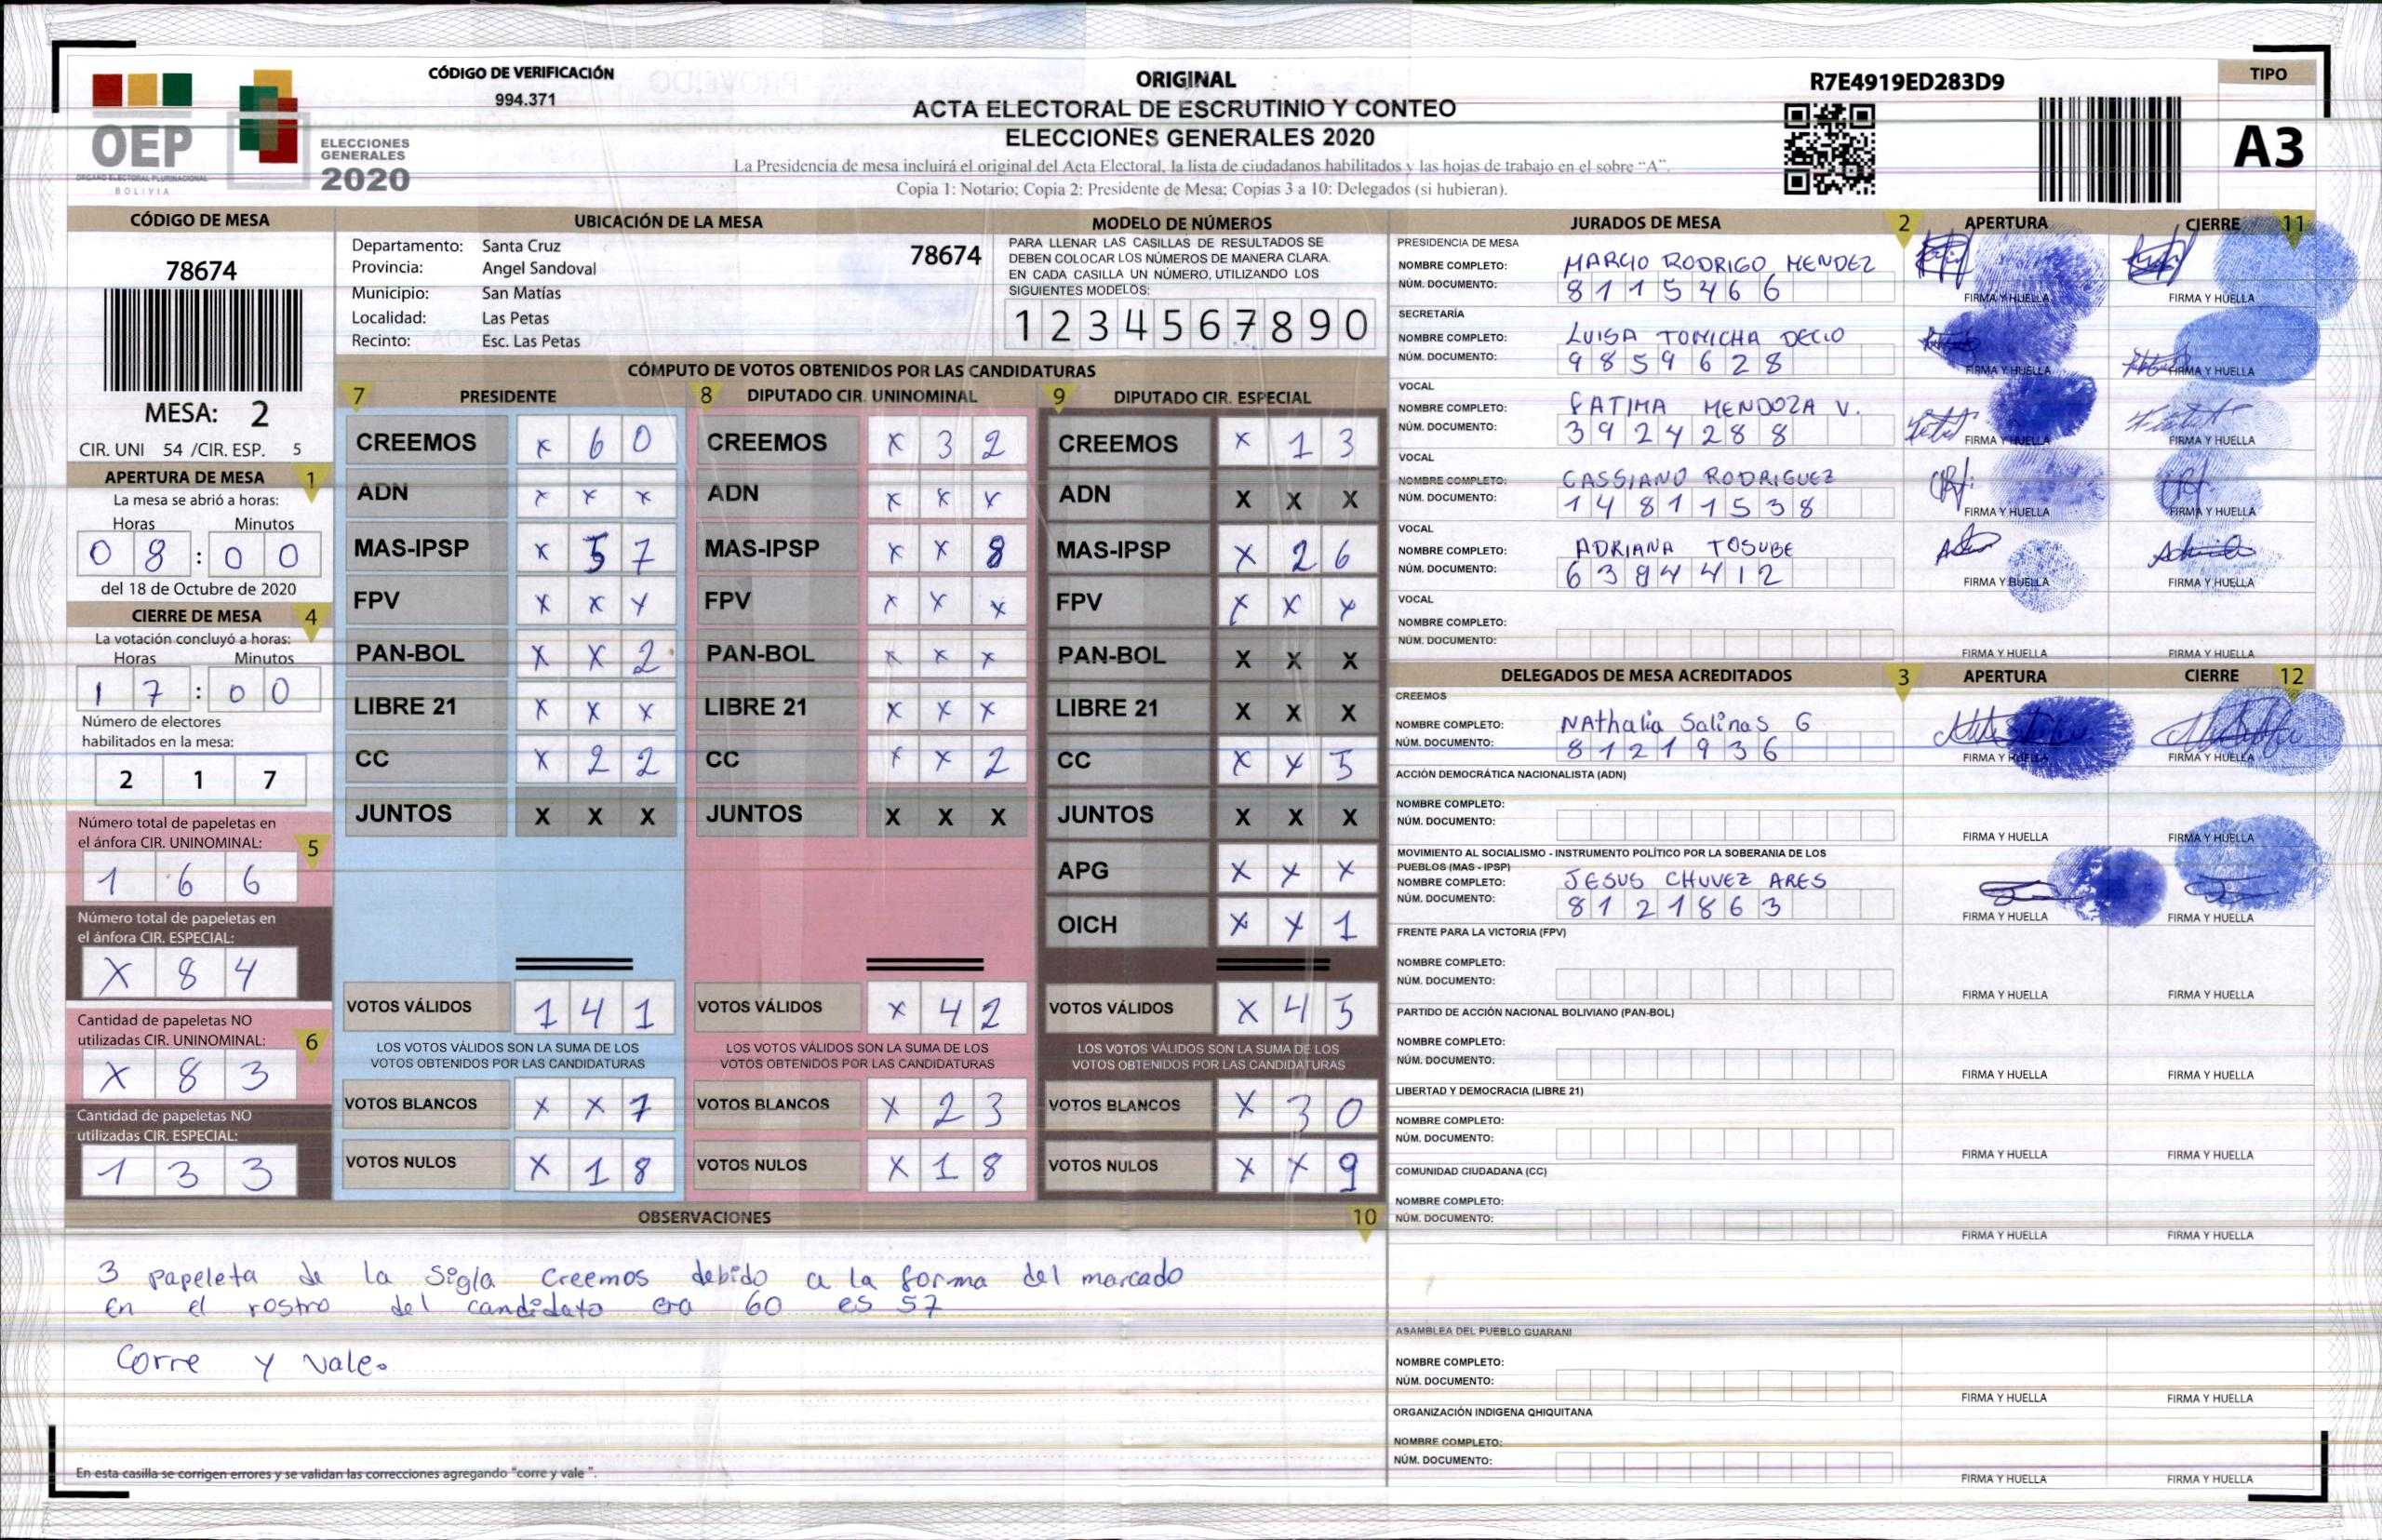 CÓDIGO DE VERIFICACIÓN
994.371
ORIGINAL
ACTA ELECTORAL DE ESCRUTINIO Y CONTEO
ELECCIONES GENERALES 2020
La Presidencia de mesa incluirá el original del Acta Electoral, la lista de ciudadanos habilitados y las hojas de trabajo en el sobre "A".
Copia 1: Notario; Copia 2: Presidente de Mesa; Copias 3 a 10: Delegados (si hubieran).
R7E4919ED283D9
TIPO
A3
OEP
ÓRGANO ELECTORAL PLURINACIONAL
BOLIVIA
ELECCIONES
GENERALES
2020
CÓDIGO DE MESA
78674
MESA: 2
CIR. UNI 54 /CIR. ESP. 5
APERTURA DE MESA 1
La mesa se abrió a horas:
Horas Minutos
0 8 : 0 0
del 18 de Octubre de 2020
CIERRE DE MESA 4
La votación concluyó a horas:
Horas Minutos
1 7 : 0 0
Número de electores
habilitados en la mesa:
2 1 7
Número total de papeletas en
el ánfora CIR. UNINOMINAL: 5
1 6 6
Número total de papeletas en
el ánfora CIR. ESPECIAL:
X 8 4
Cantidad de papeletas NO
utilizadas CIR. UNINOMINAL: 6
X 8 3
Cantidad de papeletas NO
utilizadas CIR. ESPECIAL:
1 3 3
UBICACIÓN DE LA MESA
Departamento: Santa Cruz 78674
Provincia: Angel Sandoval
Municipio: San Matías
Localidad: Las Petas
Recinto: Esc. Las Petas
MODELO DE NÚMEROS
PARA LLENAR LAS CASILLAS DE RESULTADOS SE
DEBEN COLOCAR LOS NÚMEROS DE MANERA CLARA.
EN CADA CASILLA UN NÚMERO, UTILIZANDO LOS
SIGUIENTES MODELOS:
1 2 3 4 5 6 7 8 9 0
CÓMPUTO DE VOTOS OBTENIDOS POR LAS CANDIDATURAS
7 PRESIDENTE
CREEMOS x 6 0
ADN x x x
MAS-IPSP x 5 7
FPV x x x
PAN-BOL x x 2
LIBRE 21 x x x
CC x 2 2
JUNTOS X X X
VOTOS VÁLIDOS 1 4 1
LOS VOTOS VÁLIDOS SON LA SUMA DE LOS
VOTOS OBTENIDOS POR LAS CANDIDATURAS
VOTOS BLANCOS x x 7
VOTOS NULOS x 1 8
8 DIPUTADO CIR. UNINOMINAL
CREEMOS x 3 2
ADN x x x
MAS-IPSP x x 8
FPV x x x
PAN-BOL x x x
LIBRE 21 x x x
CC x x 2
JUNTOS X X X
VOTOS VÁLIDOS x 4 2
LOS VOTOS VÁLIDOS SON LA SUMA DE LOS
VOTOS OBTENIDOS POR LAS CANDIDATURAS
VOTOS BLANCOS x 2 3
VOTOS NULOS x 1 8
9 DIPUTADO CIR. ESPECIAL
CREEMOS x 1 3
ADN X X X
MAS-IPSP x 2 6
FPV x x x
PAN-BOL X X X
LIBRE 21 X X X
CC x x 5
JUNTOS X X X
APG x x x
OICH x x 1
VOTOS VÁLIDOS x 4 5
LOS VOTOS VÁLIDOS SON LA SUMA DE LOS
VOTOS OBTENIDOS POR LAS CANDIDATURAS
VOTOS BLANCOS x 3 0
VOTOS NULOS x x 9
OBSERVACIONES 10
3 papeleta de la Sigla Creemos debido a la forma del marcado
en el rostro del candidato era 60 es 57
Corre y vale.
En esta casilla se corrigen errores y se validan las correcciones agregando "corre y vale".
JURADOS DE MESA 2 APERTURA CIERRE 11
PRESIDENCIA DE MESA
NOMBRE COMPLETO: MARCIO RODRIGO MENDEZ
NÚM. DOCUMENTO: 8115466 FIRMA Y HUELLA FIRMA Y HUELLA
SECRETARÍA
NOMBRE COMPLETO: LUISA TOMICHA DECIO
NÚM. DOCUMENTO: 9859628 FIRMA Y HUELLA FIRMA Y HUELLA
VOCAL
NOMBRE COMPLETO: FATIMA MENDOZA V.
NÚM. DOCUMENTO: 3924288 FIRMA Y HUELLA FIRMA Y HUELLA
VOCAL
NOMBRE COMPLETO: CASSIANO RODRIGUEZ
NÚM. DOCUMENTO: 14811538 FIRMA Y HUELLA FIRMA Y HUELLA
VOCAL
NOMBRE COMPLETO: ADRIANA TOSUBE
NÚM. DOCUMENTO: 6394412 FIRMA Y HUELLA FIRMA Y HUELLA
VOCAL
NOMBRE COMPLETO:
NÚM. DOCUMENTO: FIRMA Y HUELLA FIRMA Y HUELLA
DELEGADOS DE MESA ACREDITADOS 3 APERTURA CIERRE 12
CREEMOS
NOMBRE COMPLETO: NAthalia Salinas G
NÚM. DOCUMENTO: 8121936 FIRMA Y HUELLA FIRMA Y HUELLA
ACCIÓN DEMOCRÁTICA NACIONALISTA (ADN)
NOMBRE COMPLETO:
NÚM. DOCUMENTO: FIRMA Y HUELLA FIRMA Y HUELLA
MOVIMIENTO AL SOCIALISMO - INSTRUMENTO POLÍTICO POR LA SOBERANIA DE LOS
PUEBLOS (MAS - IPSP)
NOMBRE COMPLETO: JESUS CHUVEZ ARES
NÚM. DOCUMENTO: 8121863 FIRMA Y HUELLA FIRMA Y HUELLA
FRENTE PARA LA VICTORIA (FPV)
NOMBRE COMPLETO:
NÚM. DOCUMENTO: FIRMA Y HUELLA FIRMA Y HUELLA
PARTIDO DE ACCIÓN NACIONAL BOLIVIANO (PAN-BOL)
NOMBRE COMPLETO:
NÚM. DOCUMENTO: FIRMA Y HUELLA FIRMA Y HUELLA
LIBERTAD Y DEMOCRACIA (LIBRE 21)
NOMBRE COMPLETO:
NÚM. DOCUMENTO: FIRMA Y HUELLA FIRMA Y HUELLA
COMUNIDAD CIUDADANA (CC)
NOMBRE COMPLETO:
NÚM. DOCUMENTO: FIRMA Y HUELLA FIRMA Y HUELLA
ASAMBLEA DEL PUEBLO GUARANI
NOMBRE COMPLETO:
NÚM. DOCUMENTO: FIRMA Y HUELLA FIRMA Y HUELLA
ORGANIZACIÓN INDIGENA QHIQUITANA
NOMBRE COMPLETO:
NÚM. DOCUMENTO: FIRMA Y HUELLA FIRMA Y HUELLA